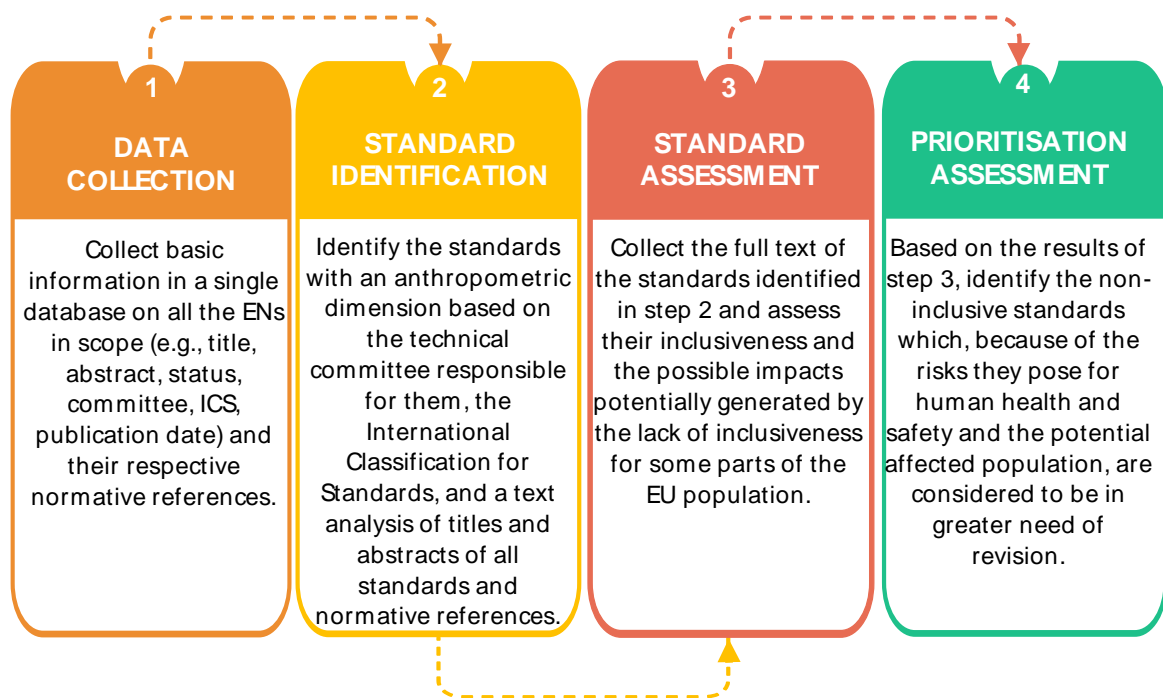 1
DATA
COLLECTION
Collect basic
information in a single
database on all the ENs
in scope (e.g., title,
abstract, status,
committee, ICS,
publication date) and
their respective
normative references.
2
STANDARD
IDENTIFICATION
Identify the standards
with an anthropometric
dimension based on
the technical
committee responsible
for them, the
International
Classification for
Standards, and a text
analysis of titles and
abstracts of all
standards and
normative references.
3
STANDARD
ASSESSMENT
Collect the full text of
the standards identified
in step 2 and assess
their inclusiveness and
the possible impacts
potentially generated by
the lack of inclusiveness
for some parts of the
EU population.
4
PRIORITISATION
ASSESSMENT
Based on the results of
step 3, identify the non-
inclusive standards
which, because of the
risks they pose for
human health and
safety and the potential
affected population, are
considered to be in
greater need of
revision.